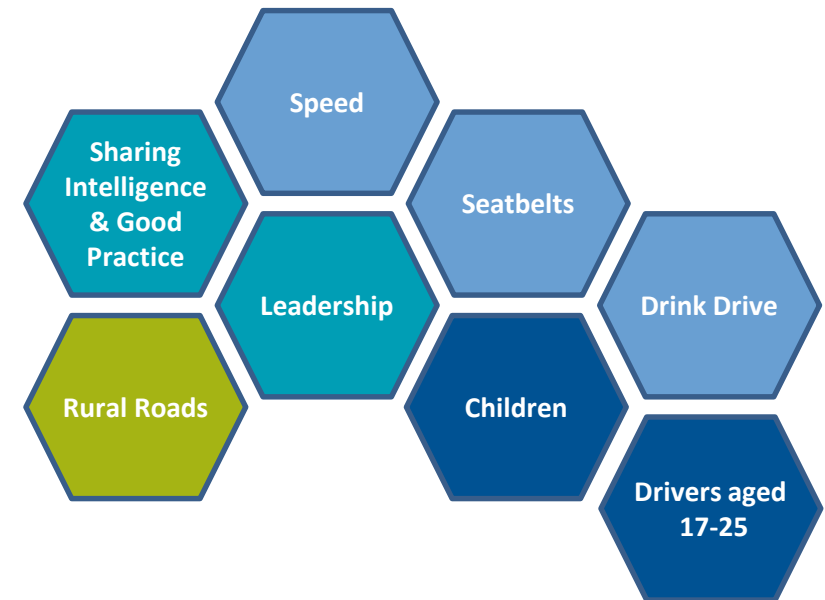 Speed
Sharing
Intelligence
& Good
Practice
Seatbelts
Leadership
Drink Drive
Rural Roads
Children
Drivers aged
17-25